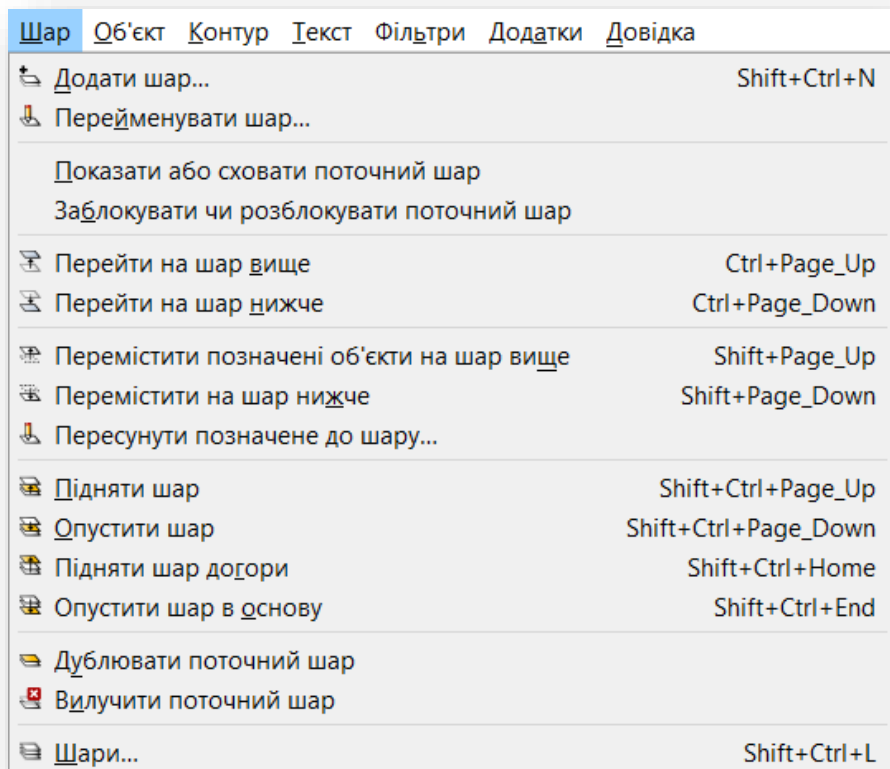 Шар Об'єкт Контур Текст Фільтри Додатки Довідка
Додати шар... Shift+Ctrl+N
Перейменувати шар...
Показати або сховати поточний шар
Заблокувати чи розблокувати поточний шар
Перейти на шар вище Ctrl+Page_Up
Перейти на шар нижче Ctrl+Page_Down
Перемістити позначені об'єкти на шар вище Shift+Page_Up
Перемістити на шар нижче Shift+Page_Down
Пересунути позначене до шару...
Підняти шар Shift+Ctrl+Page_Up
Опустити шар Shift+Ctrl+Page_Down
Підняти шар догори Shift+Ctrl+Home
Опустити шар в основу Shift+Ctrl+End
Дублювати поточний шар
Вилучити поточний шар
Шари... Shift+Ctrl+L